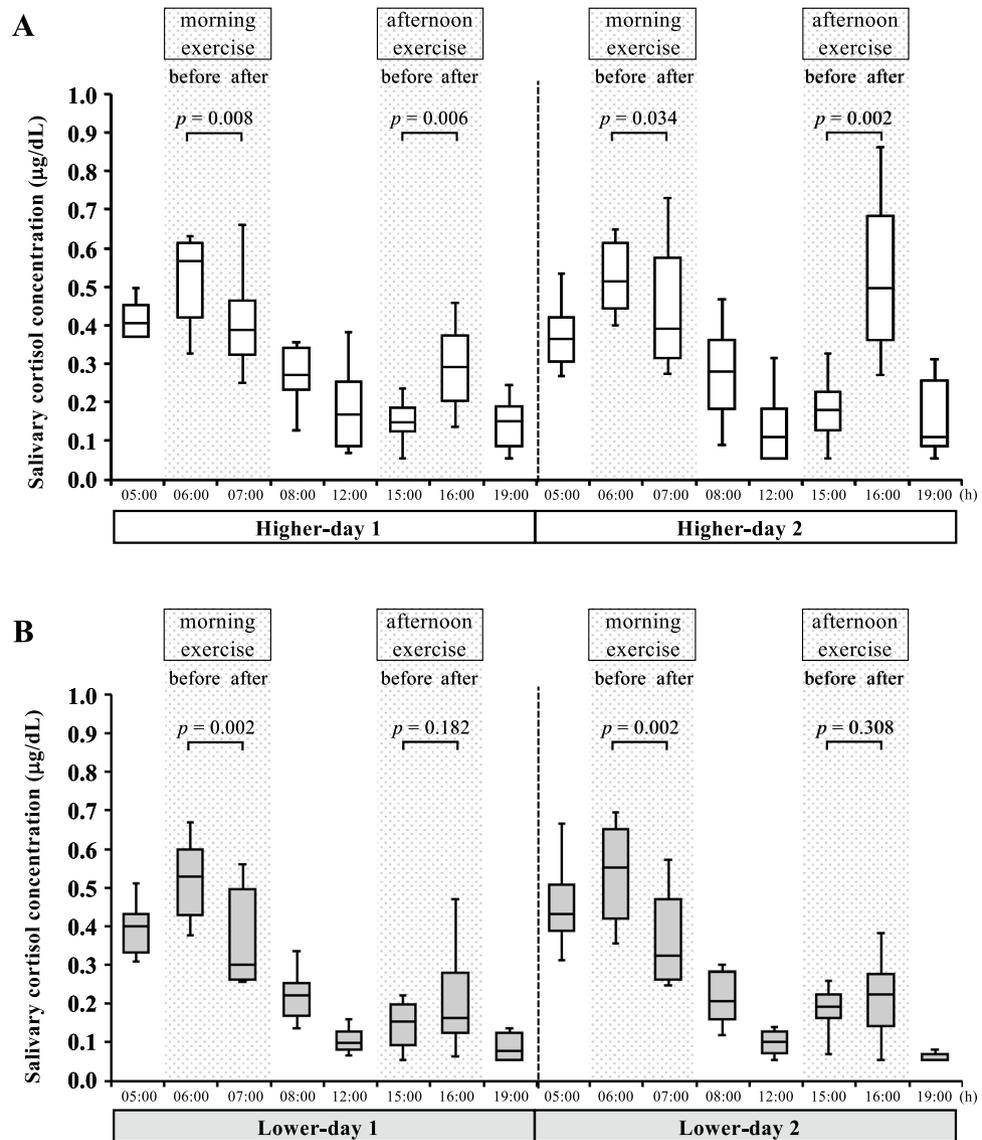 A
morning
exercise
afternoon
exercise
morning
exercise
afternoon
exercise
before after
before after
before after
before after
Salivary cortisol concentration (µg/dL)
1.0
0.9
0.8
0.7
0.6
0.5
0.4
0.3
0.2
0.1
0.0
p = 0.008
p = 0.006
p = 0.034
p = 0.002
05:00 06:00 07:00 08:00 12:00 15:00 16:00 19:00 05:00 06:00 07:00 08:00 12:00 15:00 16:00 19:00 (h)
Higher-day 1
Higher-day 2
B
morning
exercise
afternoon
exercise
morning
exercise
afternoon
exercise
before after
before after
before after
before after
Salivary cortisol concentration (µg/dL)
1.0
0.9
0.8
0.7
0.6
0.5
0.4
0.3
0.2
0.1
0.0
p = 0.002
p = 0.182
p = 0.002
p = 0.308
05:00 06:00 07:00 08:00 12:00 15:00 16:00 19:00 05:00 06:00 07:00 08:00 12:00 15:00 16:00 19:00 (h)
Lower-day 1
Lower-day 2